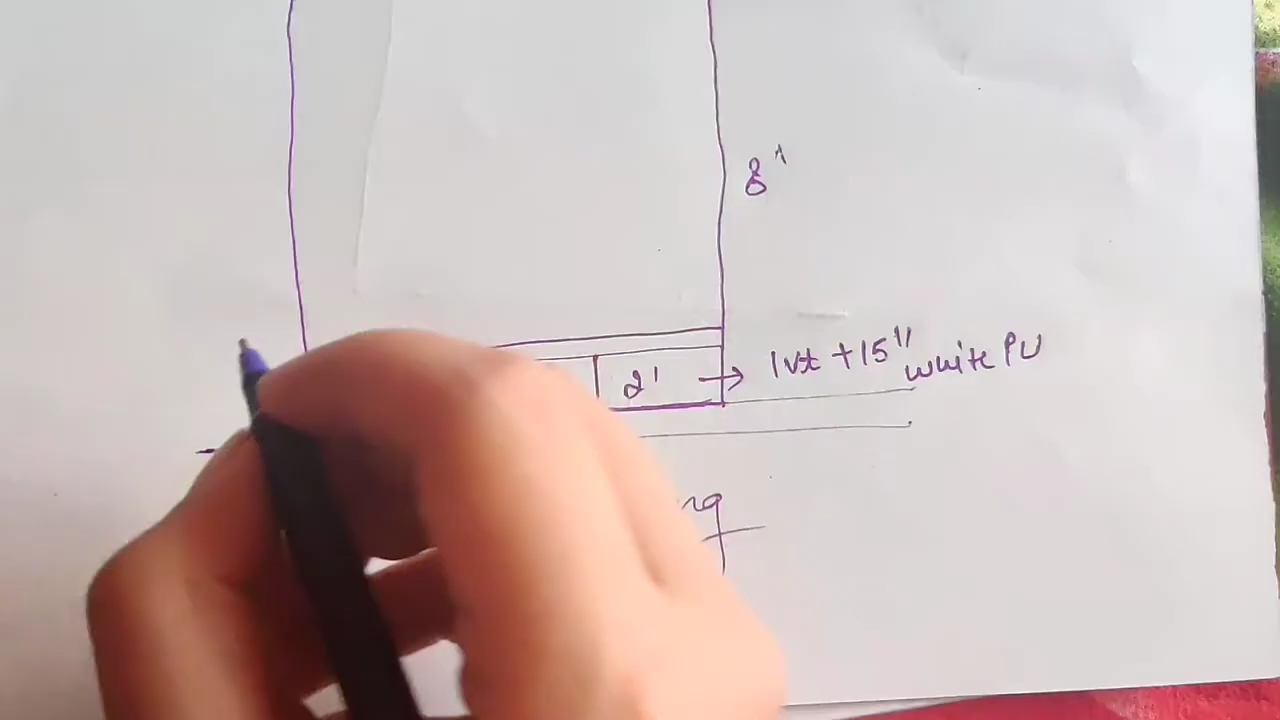 8'
2' → 1vt + 15" white PU